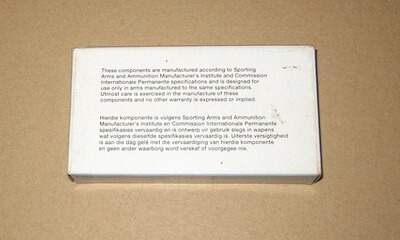 These components are manufactured according to Sporting
Arms and Ammunition Manufacturer's Institute and Commission
Internationale Permanente specifications and is designed for
use only in arms manufactured to the same specifications.
Utmost care is exercised in the manufacture of these
components and no other warranty is expressed or implied.
Hierdie komponente is volgens Sporting Arms and Ammunition
Manufacturer's Institute en Commission Internationale Permanente
spesifikasies vervaardig en is ontwerp vir gebruik slegs in wapens
wat volgens dieselfde spesifikasies vervaardig is. Uiterste versigtigheid
is aan die dag gelê met die vervaardiging van hierdie komponente
en geen ander waarborg word verskaf of voorgegee nie.